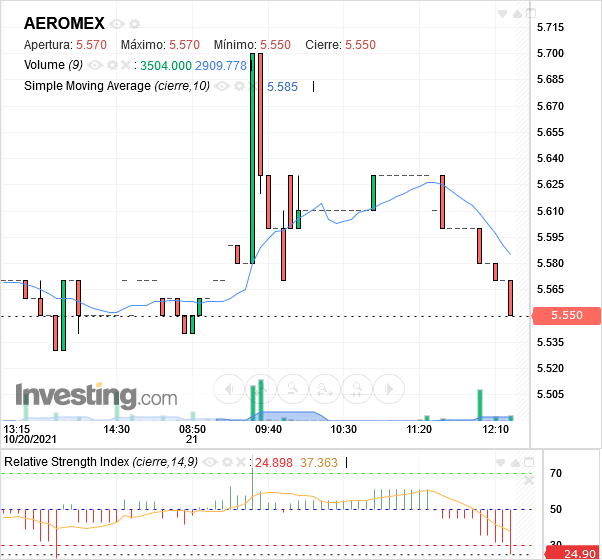 AEROMEX
Apertura: 5.570 Máximo: 5.570 Mínimo: 5.550 Cierre: 5.550
Volume (9) : 3504.000 2909.778
Simple Moving Average (cierre,10) 5.585
5.715
5.700
5.685
5.670
5.655
5.640
5.625
5.610
5.595
5.580
5.565
5.550
5.535
5.520
5.505
Investing.com
13:15 14:30 08:50 09:40 10:30 11:20 12:10
10/20/2021 21
Relative Strength Index (cierre,14,9) : 24.898 37.363
70
50
30
24.90